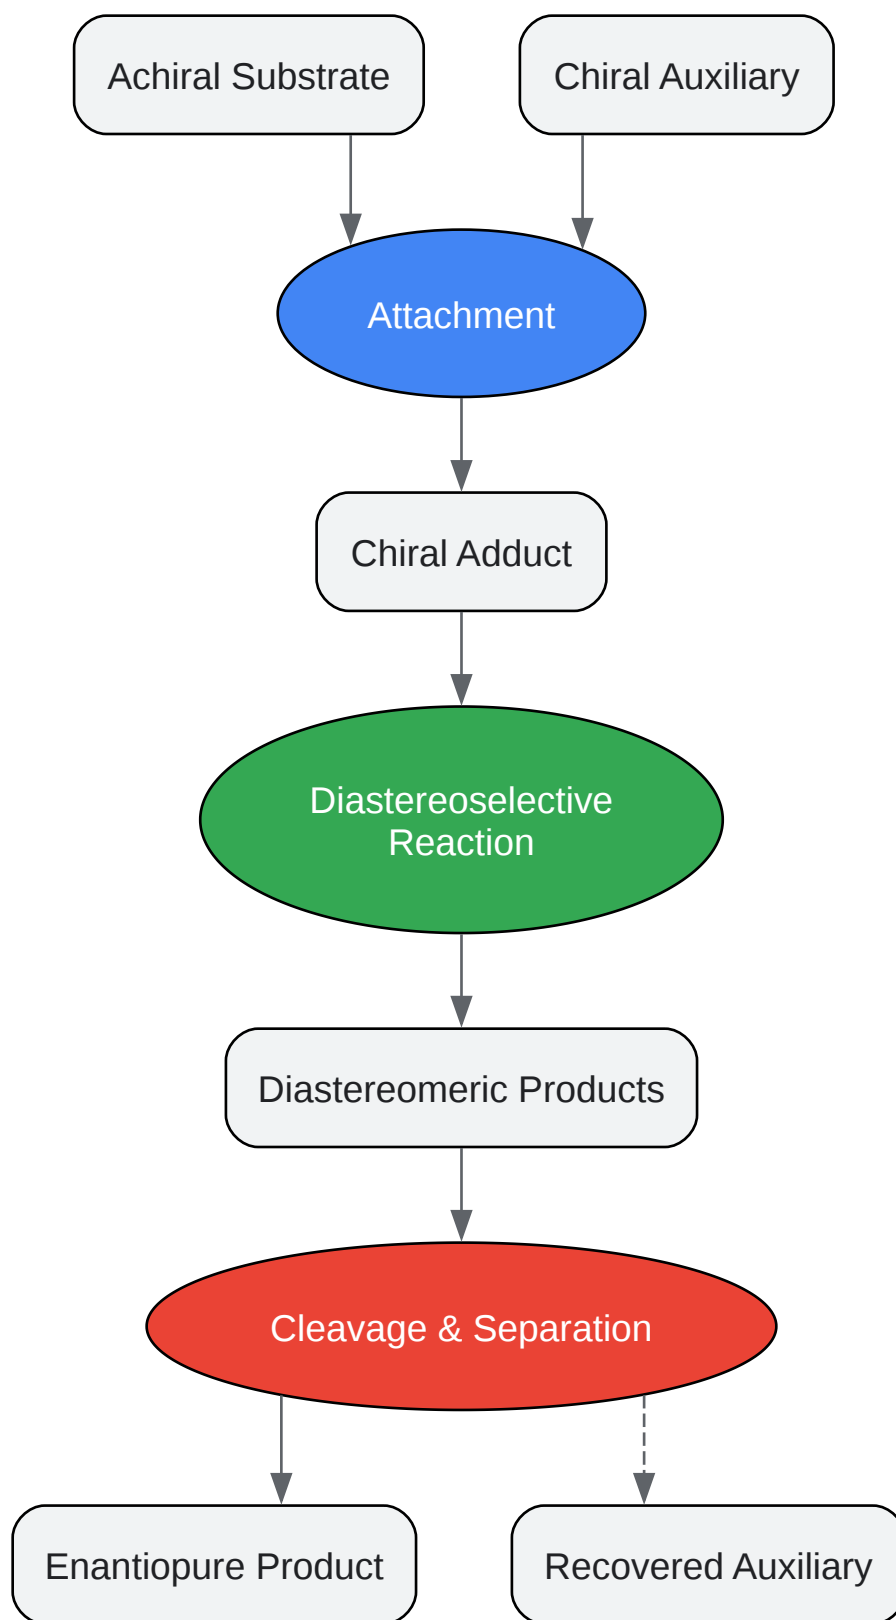 Achiral Substrate
Chiral Auxiliary
Attachment
Chiral Adduct
Diastereoselective
Reaction
Diastereomeric Products
Cleavage & Separation
Enantiopure Product
Recovered Auxiliary